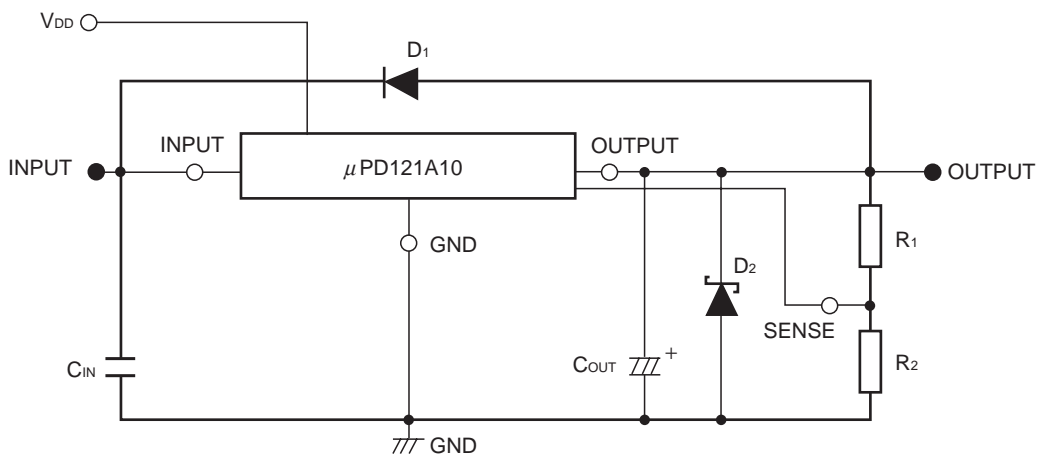 VDD
D1
INPUT
INPUT
μPD121A10
OUTPUT
OUTPUT
GND
R1
D2
SENSE
CIN
COUT
+
R2
GND